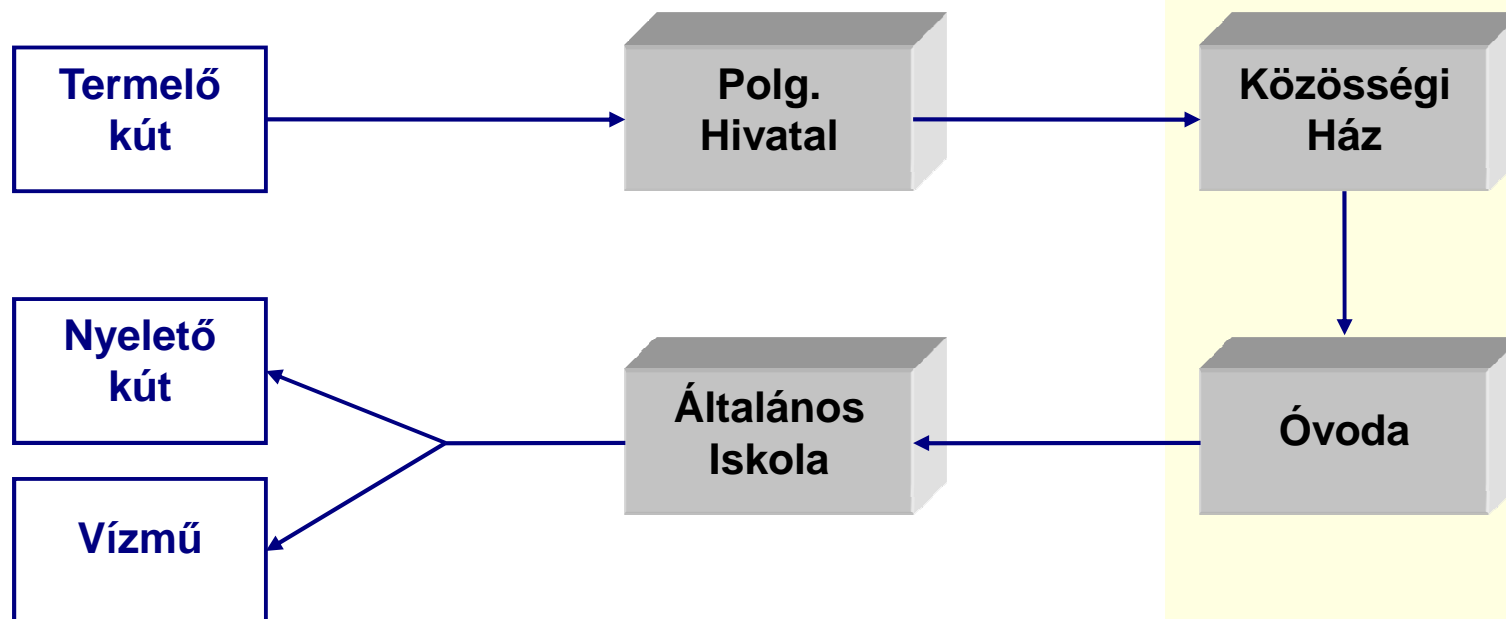 Termelő
kút
Polg.
Hivatal
Közösségi
Ház
Nyelető
kút
Általános
Iskola
Óvoda
Vízmű